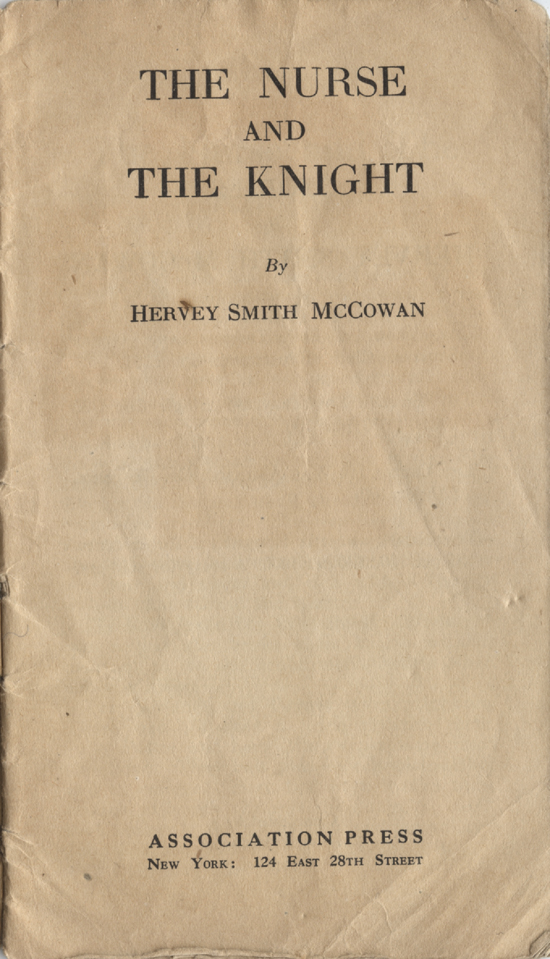 THE NURSE
AND
THE KNIGHT
By
HERVEY SMITH McCOWAN
ASSOCIATION PRESS
NEW YORK: 124 EAST 28TH STREET